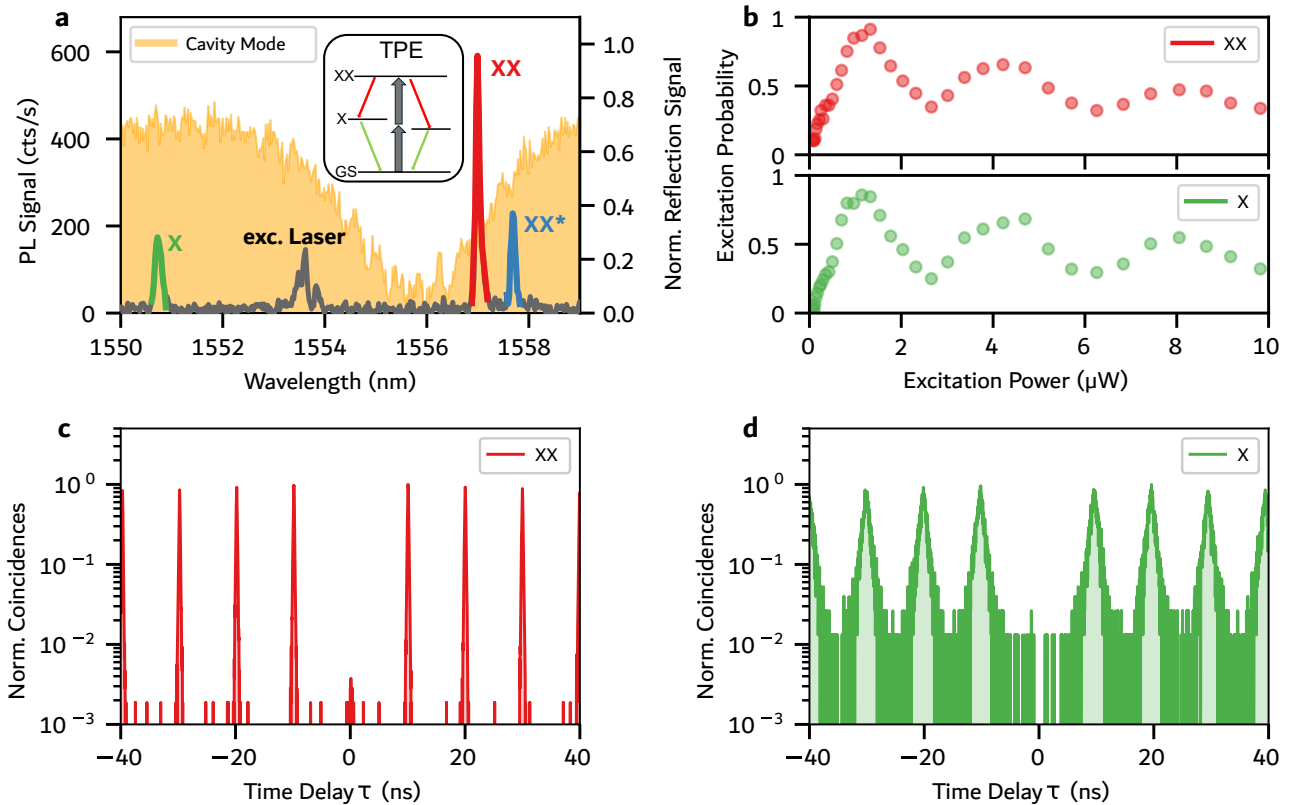 a
Cavity Mode
TPE
XX
X
GS
X
exc. Laser
XX
XX*
600
400
200
0
PL Signal (cts/s)
1.0
0.8
0.6
0.4
0.2
0.0
Norm. Reflection Signal
1550
1552
1554
1556
1558
Wavelength (nm)
b
XX
1
0.5
0
X
1
0.5
0
Excitation Probability
0
2
4
6
8
10
Excitation Power (µW)
c
XX
10⁰
10⁻¹
10⁻²
10⁻³
Norm. Coincidences
−40
−20
0
20
40
Time Delay τ (ns)
d
X
10⁰
10⁻¹
10⁻²
10⁻³
Norm. Coincidences
−40
−20
0
20
40
Time Delay τ (ns)